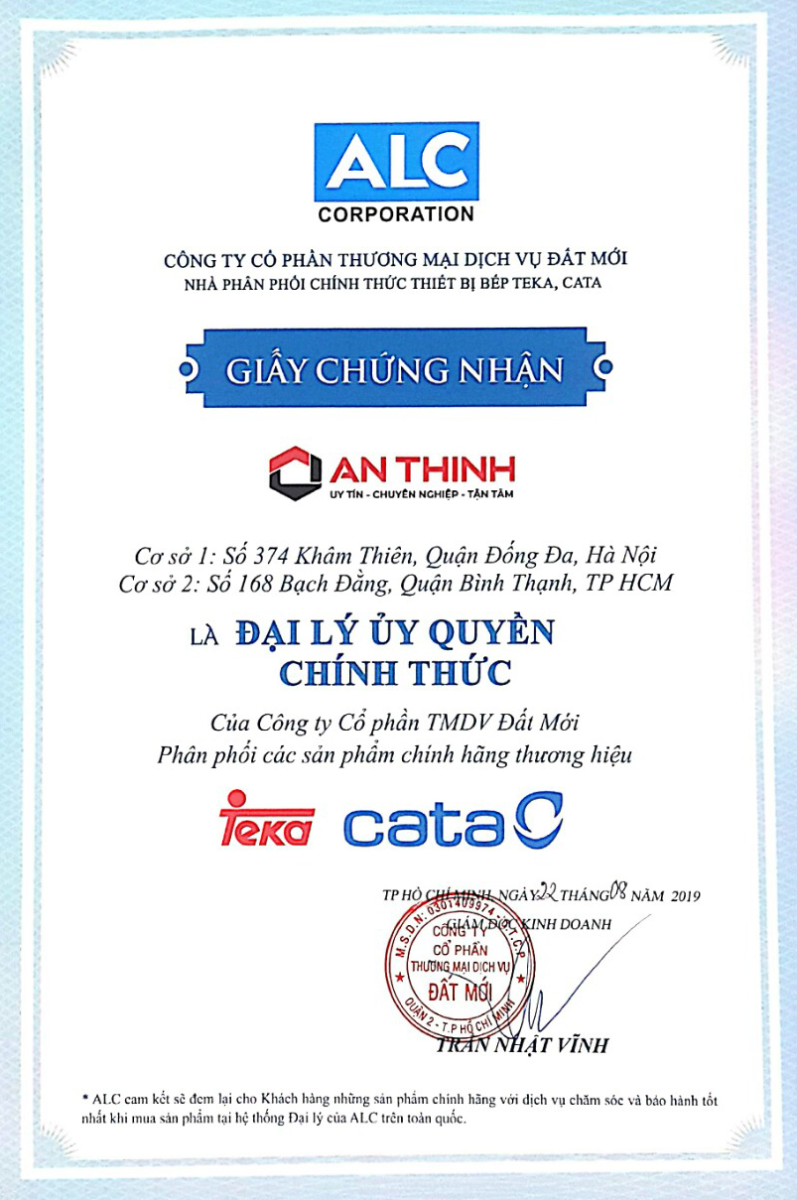 ALC
CORPORATION
CÔNG TY CỔ PHẦN THƯƠNG MẠI DỊCH VỤ ĐẤT MỚI
NHÀ PHÂN PHỐI CHÍNH THỨC THIẾT BỊ BẾP TEKA, CATA
GIẤY CHỨNG NHẬN
AN THINH
UY TÍN - CHUYÊN NGHIỆP - TẬN TÂM
Cơ sở 1: Số 374 Khâm Thiên, Quận Đống Đa, Hà Nội
Cơ sở 2: Số 168 Bạch Đằng, Quận Bình Thạnh, TP HCM
LÀ ĐẠI LÝ ỦY QUYỀN
CHÍNH THỨC
Của Công ty Cổ phần TMDV Đất Mới
Phân phối các sản phẩm chính hãng thương hiệu
Teka cata
TP HỒ CHÍ MINH, NGÀY 22 THÁNG 08 NĂM 2019
GIÁM ĐỐC KINH DOANH
M.S.D.N: 0301409974 - C.T.C.P
CÔNG TY
CỔ PHẦN
THƯƠNG MẠI DỊCH VỤ
ĐẤT MỚI
QUẬN 2 - T.P HỒ CHÍ MINH
TRẦN NHẬT VĨNH
* ALC cam kết sẽ đem lại cho Khách hàng những sản phẩm chính hãng với dịch vụ chăm sóc và bảo hành tốt
nhất khi mua sản phẩm tại hệ thống Đại lý của ALC trên toàn quốc.